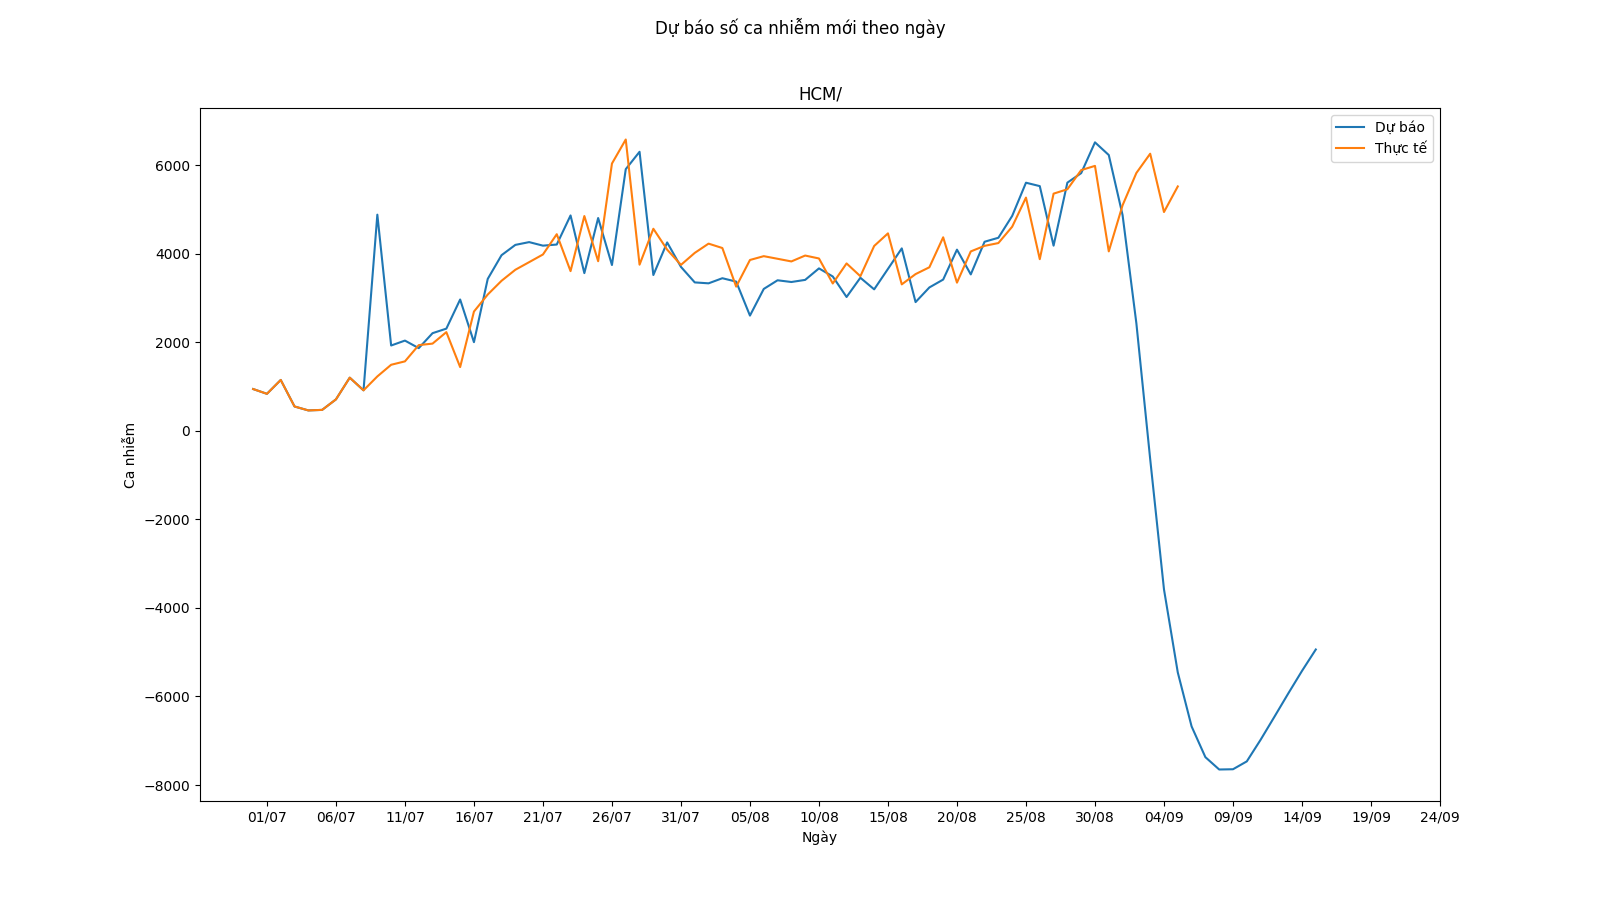 Dự báo số ca nhiễm mới theo ngày
HCM/
Dự báo
Thực tế
6000
4000
2000
0
−2000
−4000
−6000
−8000
Ca nhiễm
01/07 06/07 11/07 16/07 21/07 26/07 31/07 05/08 10/08 15/08 20/08 25/08 30/08 04/09 09/09 14/09 19/09 24/09
Ngày